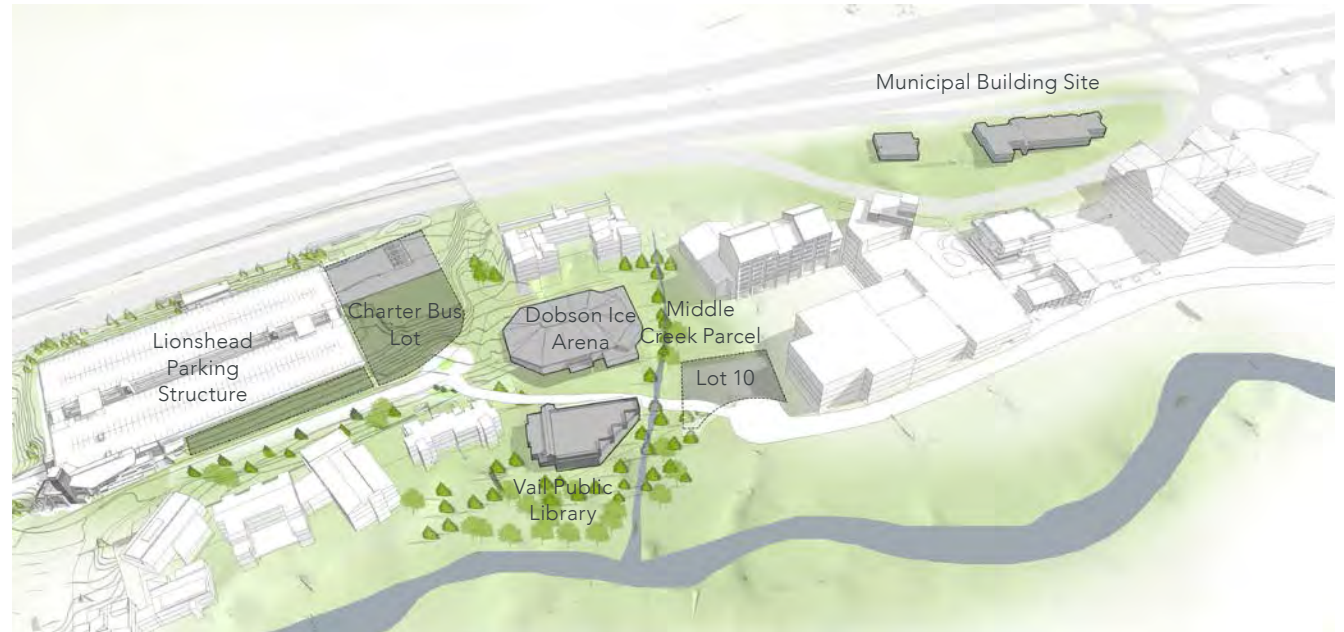 Municipal Building Site
Charter Bus
Lot
Lionshead
Parking
Structure
Dobson Ice
Arena
Middle
Creek Parcel
Lot 10
Vail Public
Library